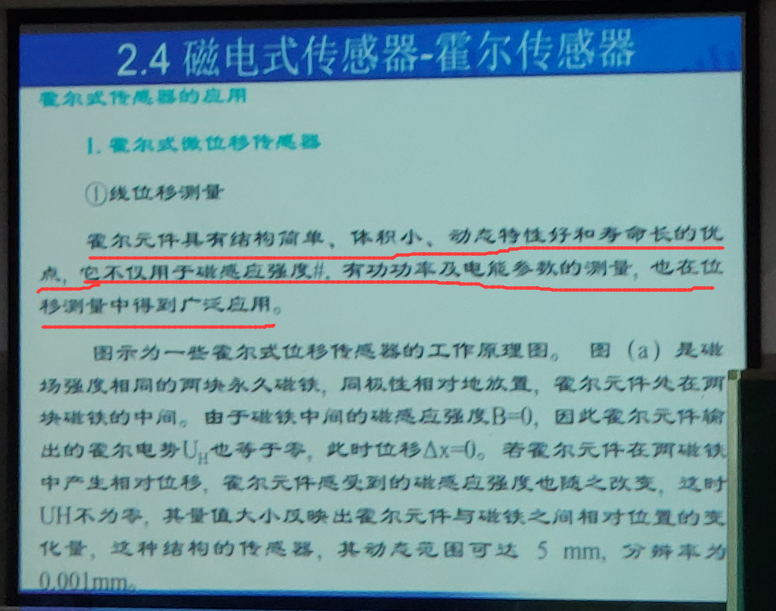 2.4 磁电式传感器-霍尔传感器
霍尔式传感器的应用
1. 霍尔式微位移传感器
①线位移测量
霍尔元件具有结构简单、体积小、动态特性好和寿命长的优
点，它不仅用于磁感应强度#，有功功率及电能参数的测量，也在位
移测量中得到广泛应用。
图示为一些霍尔式位移传感器的工作原理图。 图（a）是磁
场强度相同的两块永久磁铁，同极性相对地放置，霍尔元件处在两
块磁铁的中间。由于磁铁中间的磁感应强度B=0，因此霍尔元件输
出的霍尔电势UH也等于零，此时位移Δx=0。若霍尔元件在两磁铁
中产生相对位移，霍尔元件感受到的磁感应强度也随之改变，这时
UH不为零，其量值大小反映出霍尔元件与磁铁之间相对位置的变
化量，这种结构的传感器，其动态范围可达 5 mm，分辨率为
0.001mm。